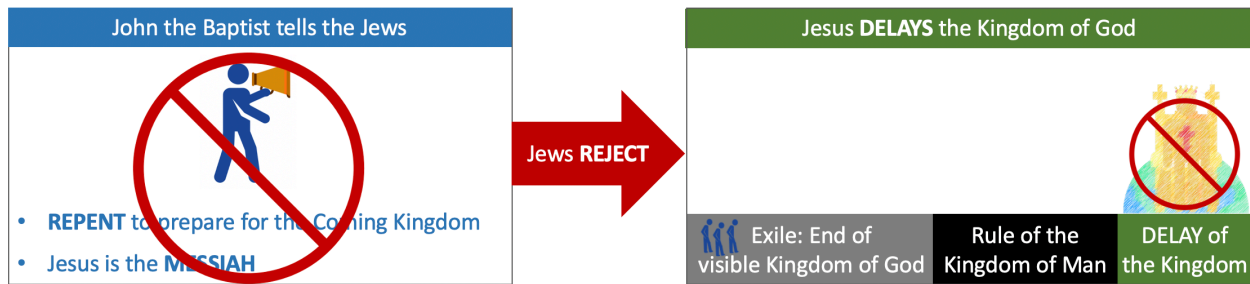 John the Baptist tells the Jews
• REPENT to prepare for the Coming Kingdom
• Jesus is the MESSIAH
Jews REJECT
Jesus DELAYS the Kingdom of God
Exile: End of
visible Kingdom of God
Rule of the
Kingdom of Man
DELAY of
the Kingdom